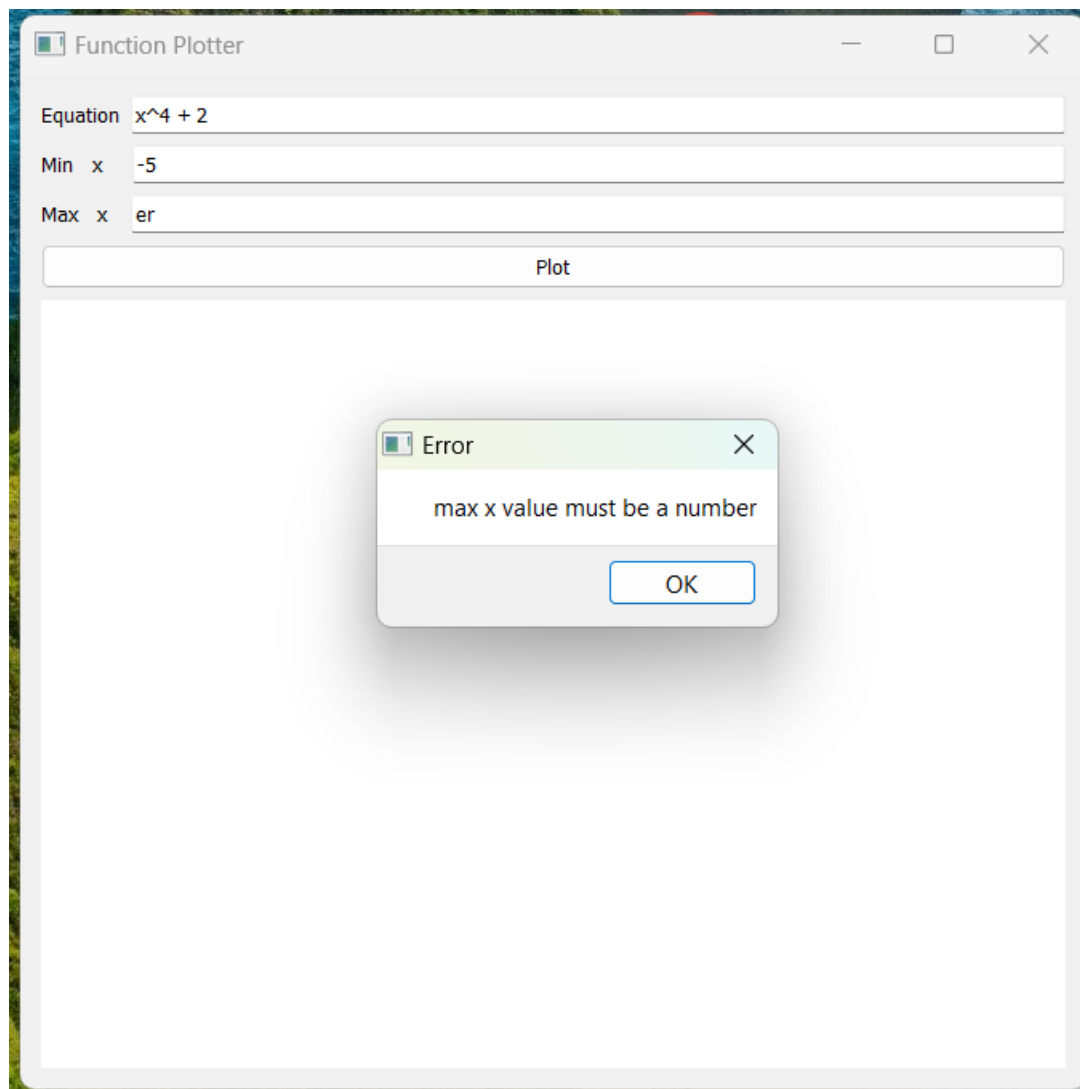 Function Plotter
Equation x^4 + 2
Min x -5
Max x er
Plot
Error
max x value must be a number
OK